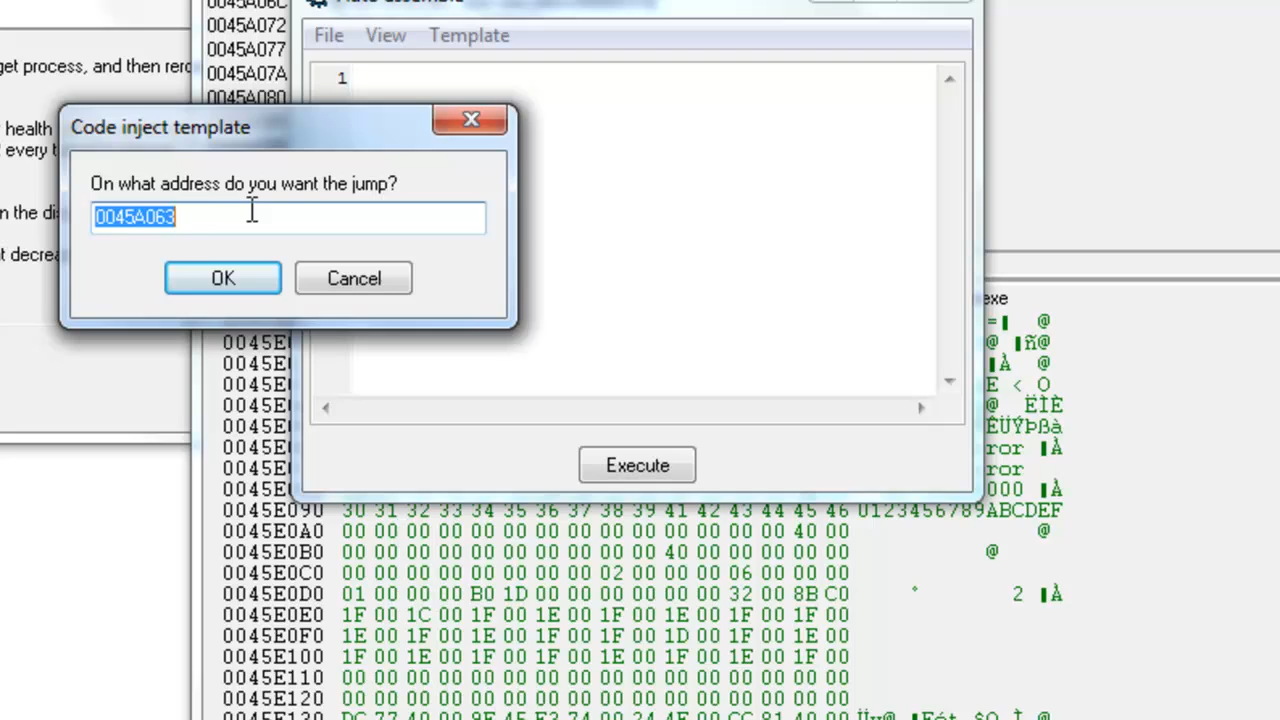 0045A06C
0045A072
0045A077
0045A07A
0045A080
get process, and then
health
every
n the
t decrea
File View Template
1
Code inject template
On what address do you want the jump?
0045A063
OK Cancel
Execute
exe
0045E0
0045E0
0045E0
0045E0
0045E0
0045E0
0045E0
0045E090 30 31 32 33 34 35 36 37 38 39 41 42 43 44 45 46 0123456789ABCDEF
0045E0A0 00 00 00 00 00 00 00 00 00 00 00 00 00 00 40 00 @
0045E0B0 00 00 00 00 00 00 00 00 00 00 40 00 00 00 00 00 @
0045E0C0 00 00 00 00 00 00 00 00 02 00 00 00 06 00 00 00
0045E0D0 01 00 00 00 B0 1D 00 00 00 00 00 00 32 00 8B C0 ° 2 À
0045E0E0 1F 00 1C 00 1F 00 1E 00 1F 00 1E 00 1F 00 1F 00
0045E0F0 1E 00 1F 00 1E 00 1F 00 1F 00 1D 00 1F 00 1E 00
0045E100 1F 00 1E 00 1F 00 1F 00 1E 00 1F 00 1E 00 1F 00
0045E110 00 00 00 00 00 00 00 00 00 00 00 00 00 00 00 00
0045E120 00 00 00 00 00 00 00 00 00 00 00 00 00 00 00 00